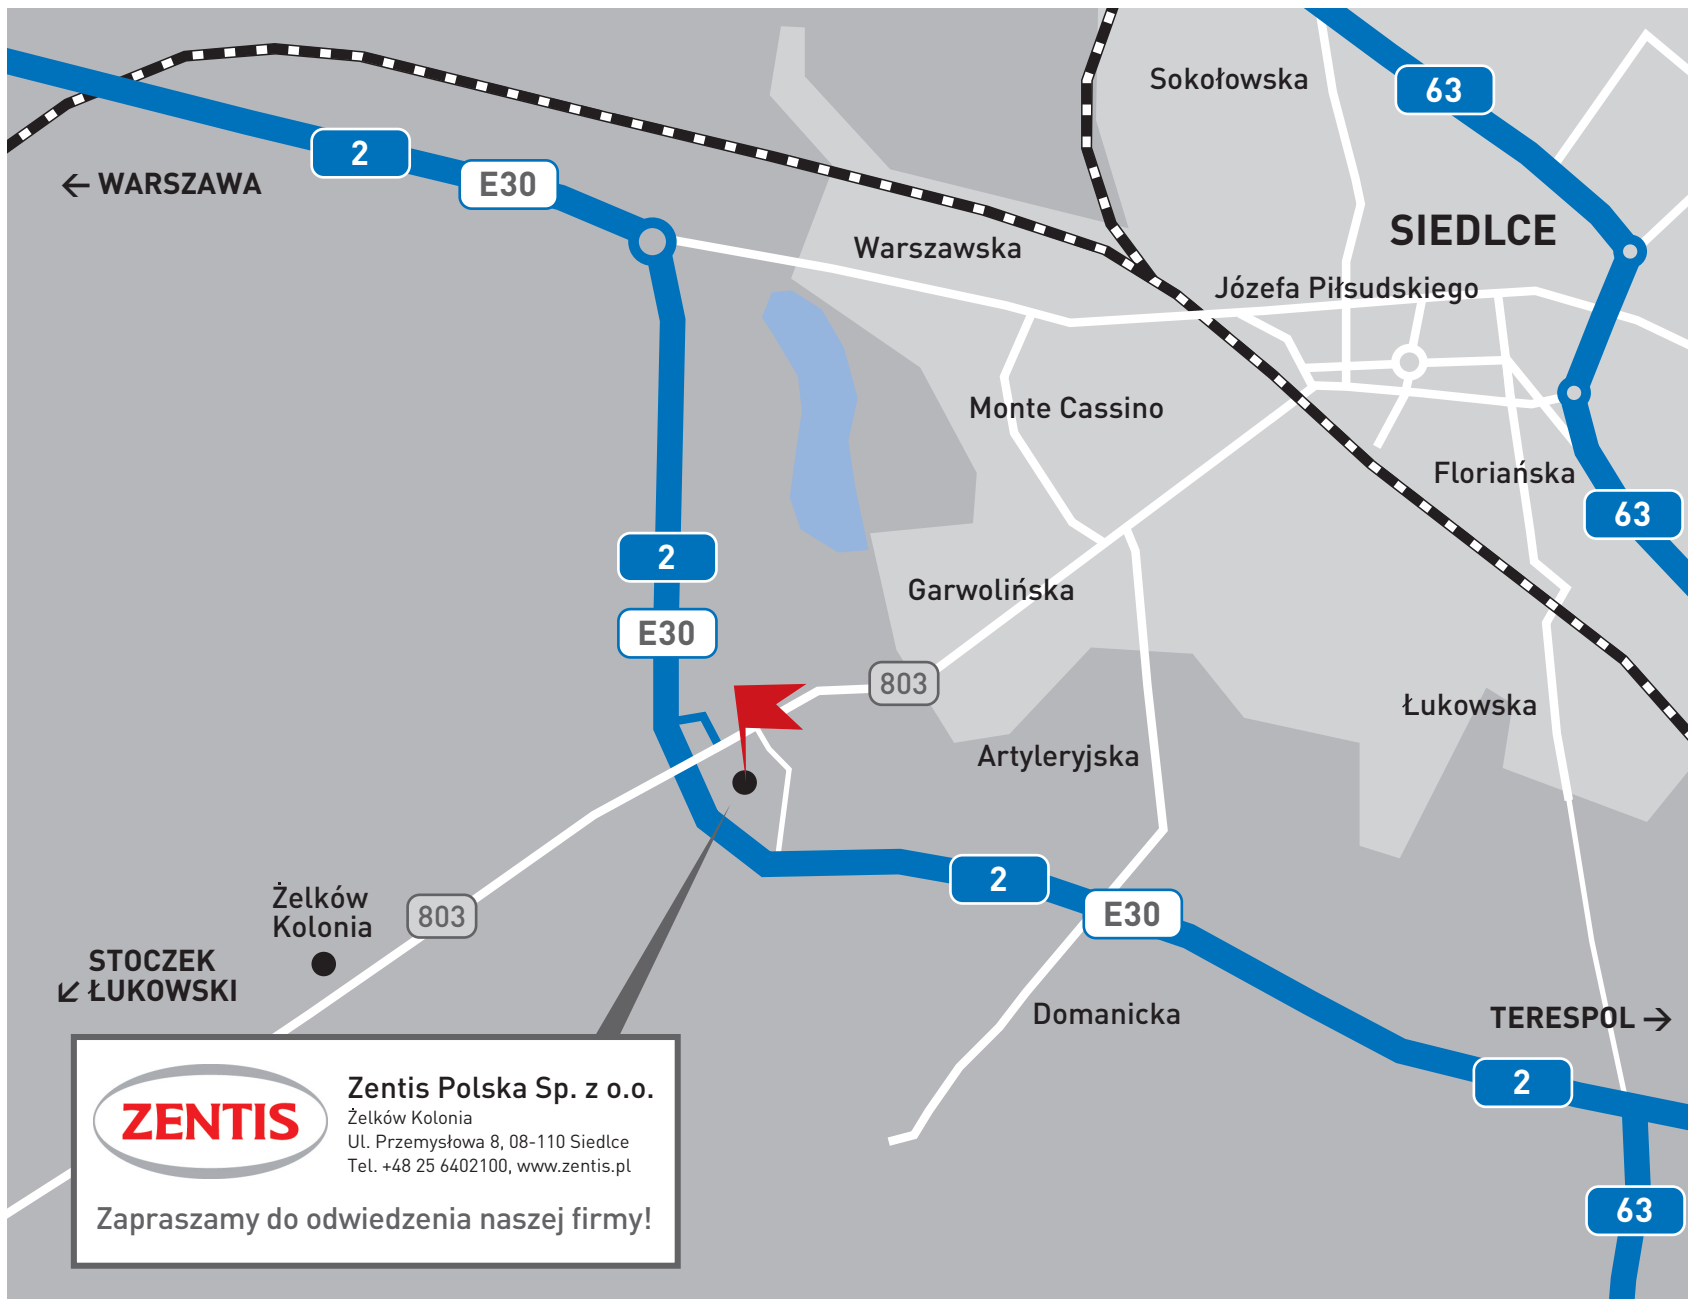 Sokołowska
63
2
← WARSZAWA
E30
SIEDLCE
Warszawska
Józefa Piłsudskiego
Monte Cassino
Floriańska
63
2
Garwolińska
E30
803
Łukowska
Artyleryjska
2
Żelków
Kolonia
803
E30
STOCZEK
↙ ŁUKOWSKI
Domanicka
TERESPOL →
2
63
ZENTIS
Zentis Polska Sp. z o.o.
Żelków Kolonia
Ul. Przemysłowa 8, 08-110 Siedlce
Tel. +48 25 6402100, www.zentis.pl
Zapraszamy do odwiedzenia naszej firmy!